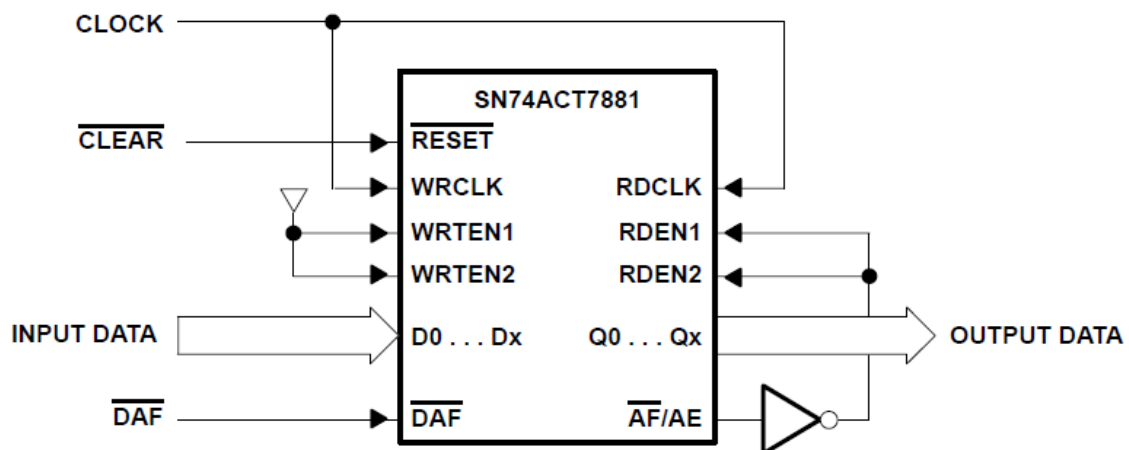 CLOCK
SN74ACT7881
CLEAR
RESET
WRCLK
RDCLK
WRTEN1
RDEN1
WRTEN2
RDEN2
INPUT DATA
D0 . . . Dx
Q0 . . . Qx
OUTPUT DATA
DAF
DAF
AF/AE